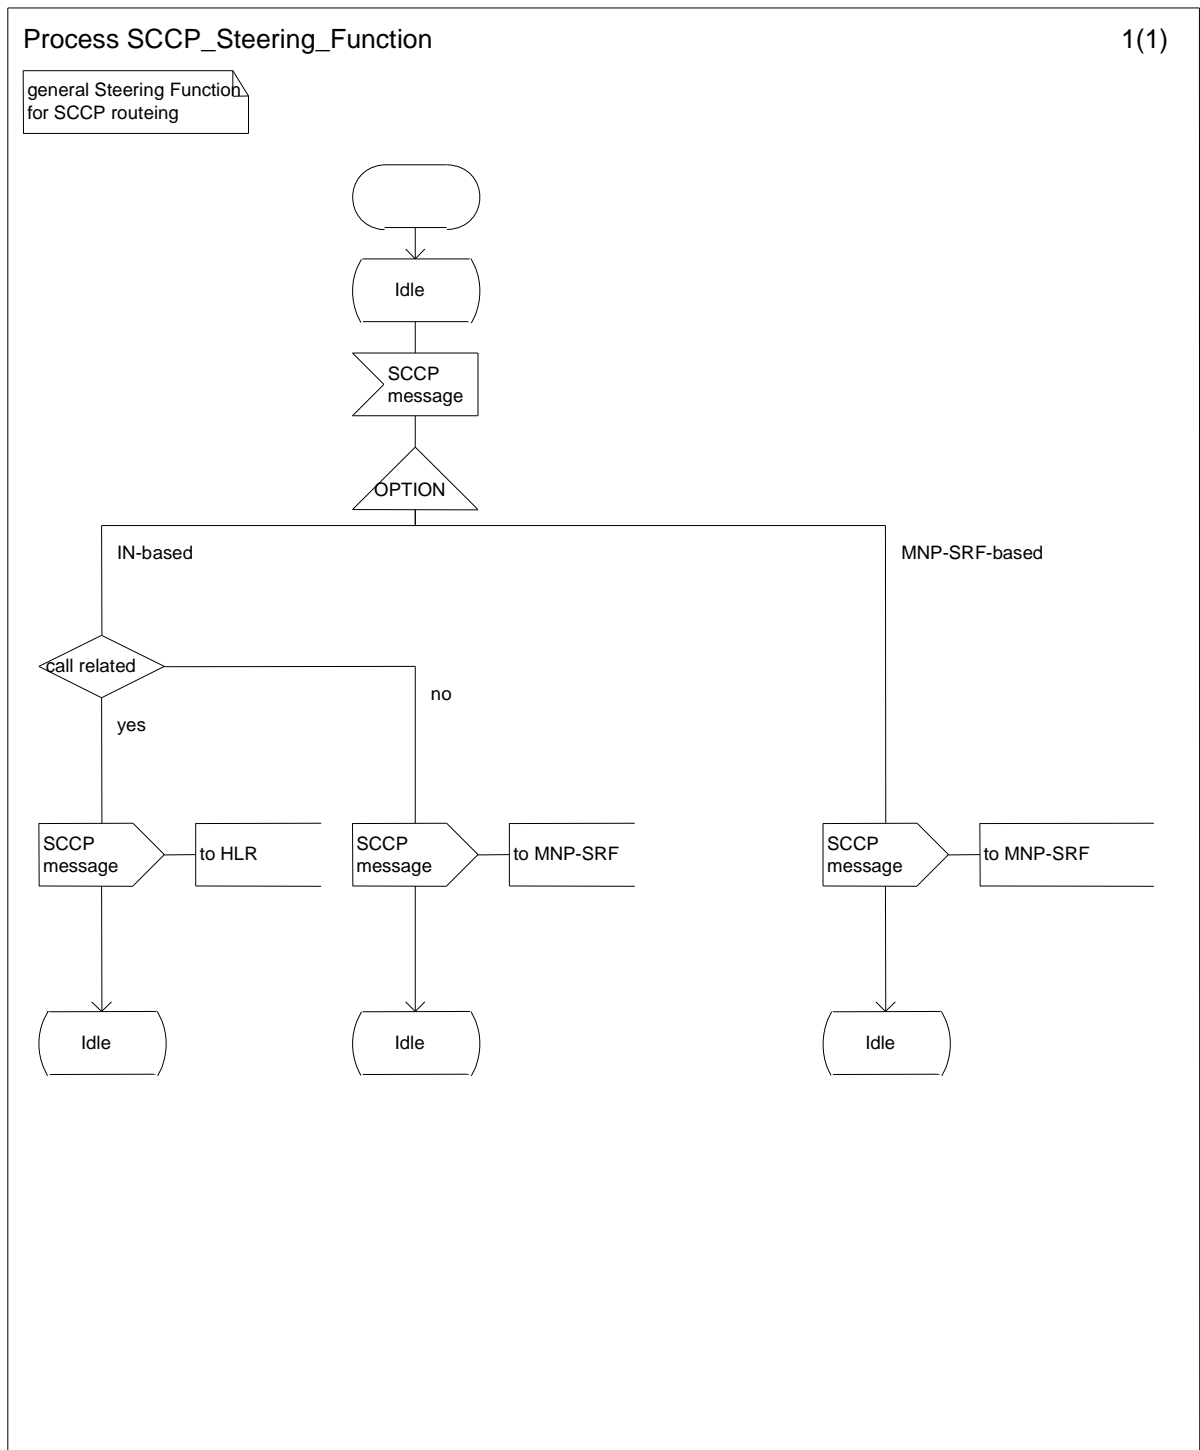 Process SCCP_Steering_Function
1(1)
general Steering Function
for SCCP routeing
Idle
SCCP
message
OPTION
IN-based
MNP-SRF-based
call related
no
yes
SCCP
message
to HLR
SCCP
message
to MNP-SRF
SCCP
message
to MNP-SRF
Idle
Idle
Idle